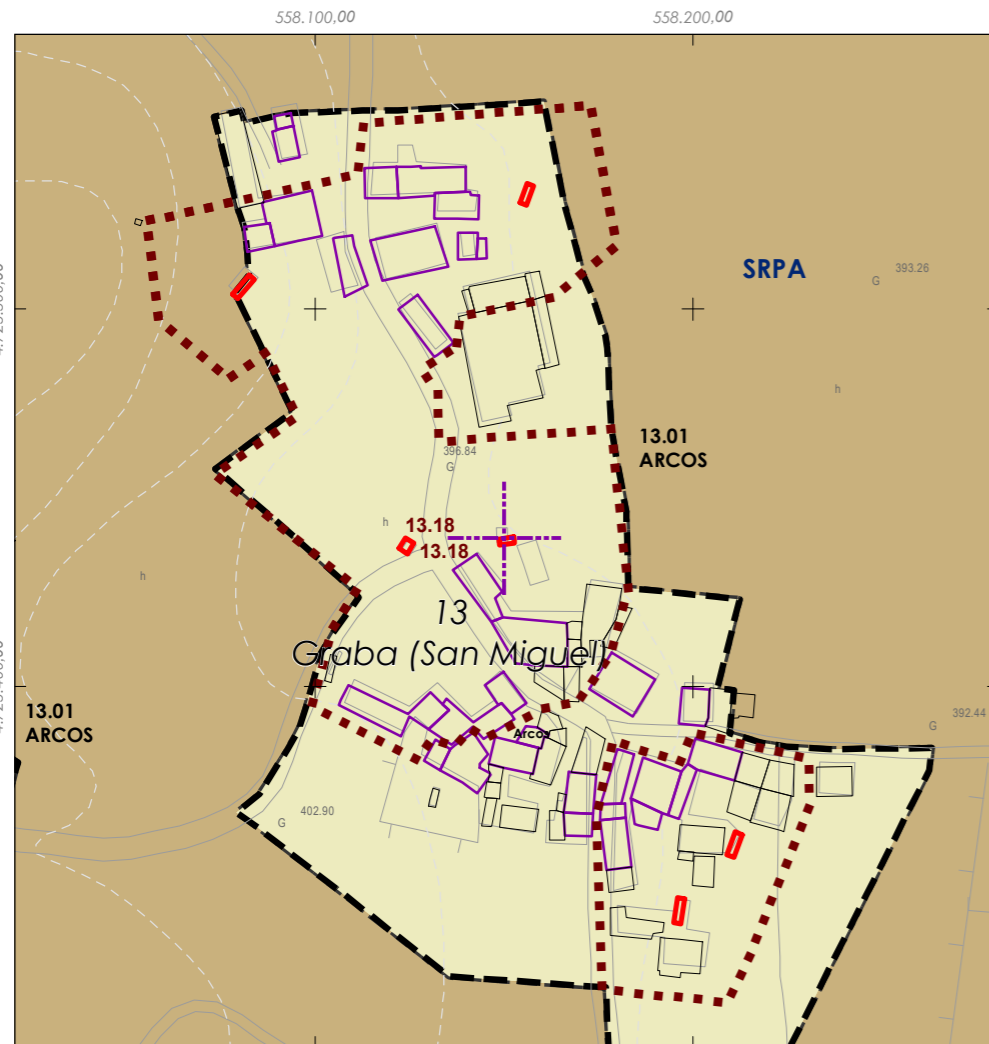 558.100,00
558.200,00
SRPA
393.26
G
h
13.01
ARCOS
396.84
G
h
13.18
13.18
h
13
Graba (San Miguel)
13.01
ARCOS
Arcos
G
392.44
402.90
G